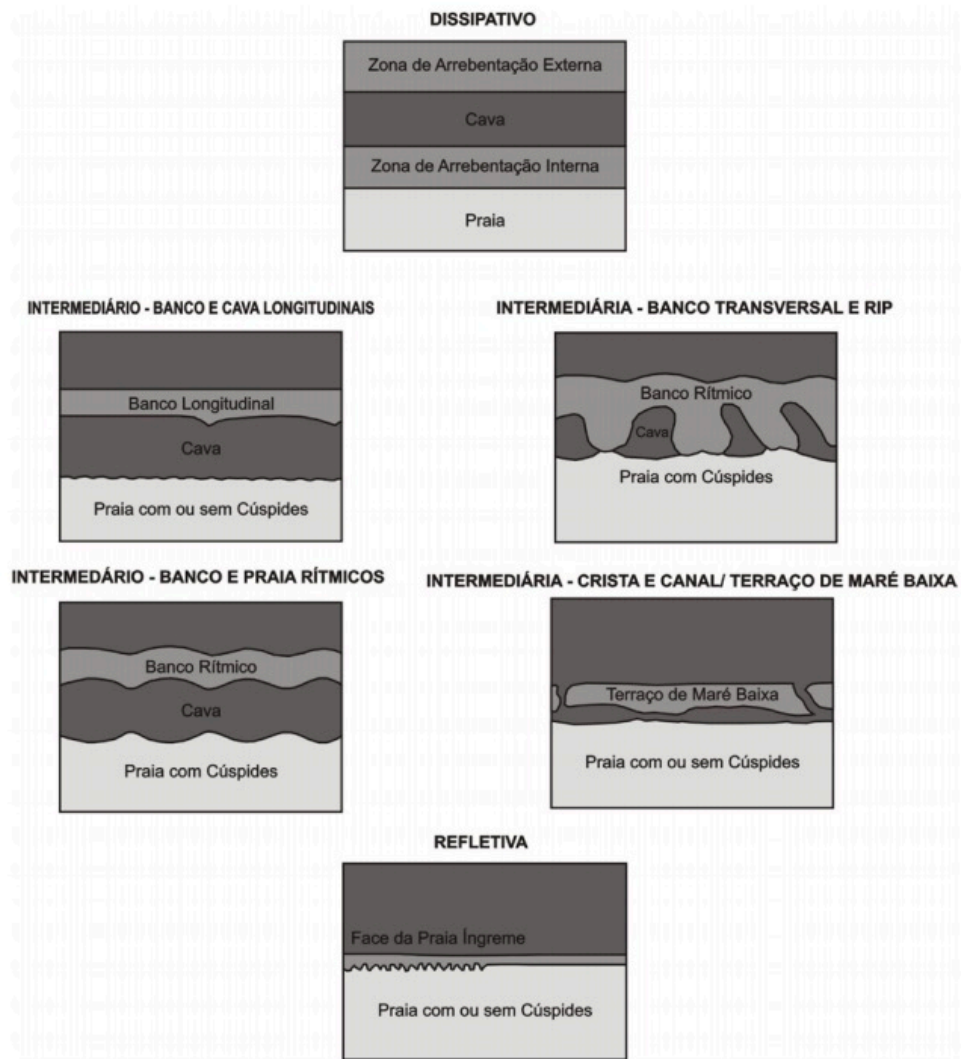 DISSIPATIVO
Zona de Arrebentação Externa
Cava
Zona de Arrebentação Interna
Praia
INTERMEDIÁRIO - BANCO E CAVA LONGITUDINAIS
Banco Longitudinal
Cava
Praia com ou sem Cúspides
INTERMEDIÁRIA - BANCO TRANSVERSAL E RIP
Banco Rítmico
Cava
Praia com Cúspides
INTERMEDÁRIO - BANCO E PRAIA RÍTMICOS
Banco Rítmico
Cava
Praia com Cúspides
INTERMEDIÁRIA - CRISTA E CANAL/ TERRAÇO DE MARÉ BAIXA
Terraço de Maré Baixa
Praia com ou sem Cúspides
REFLETIVA
Face da Praia Íngreme
Praia com ou sem Cúspides